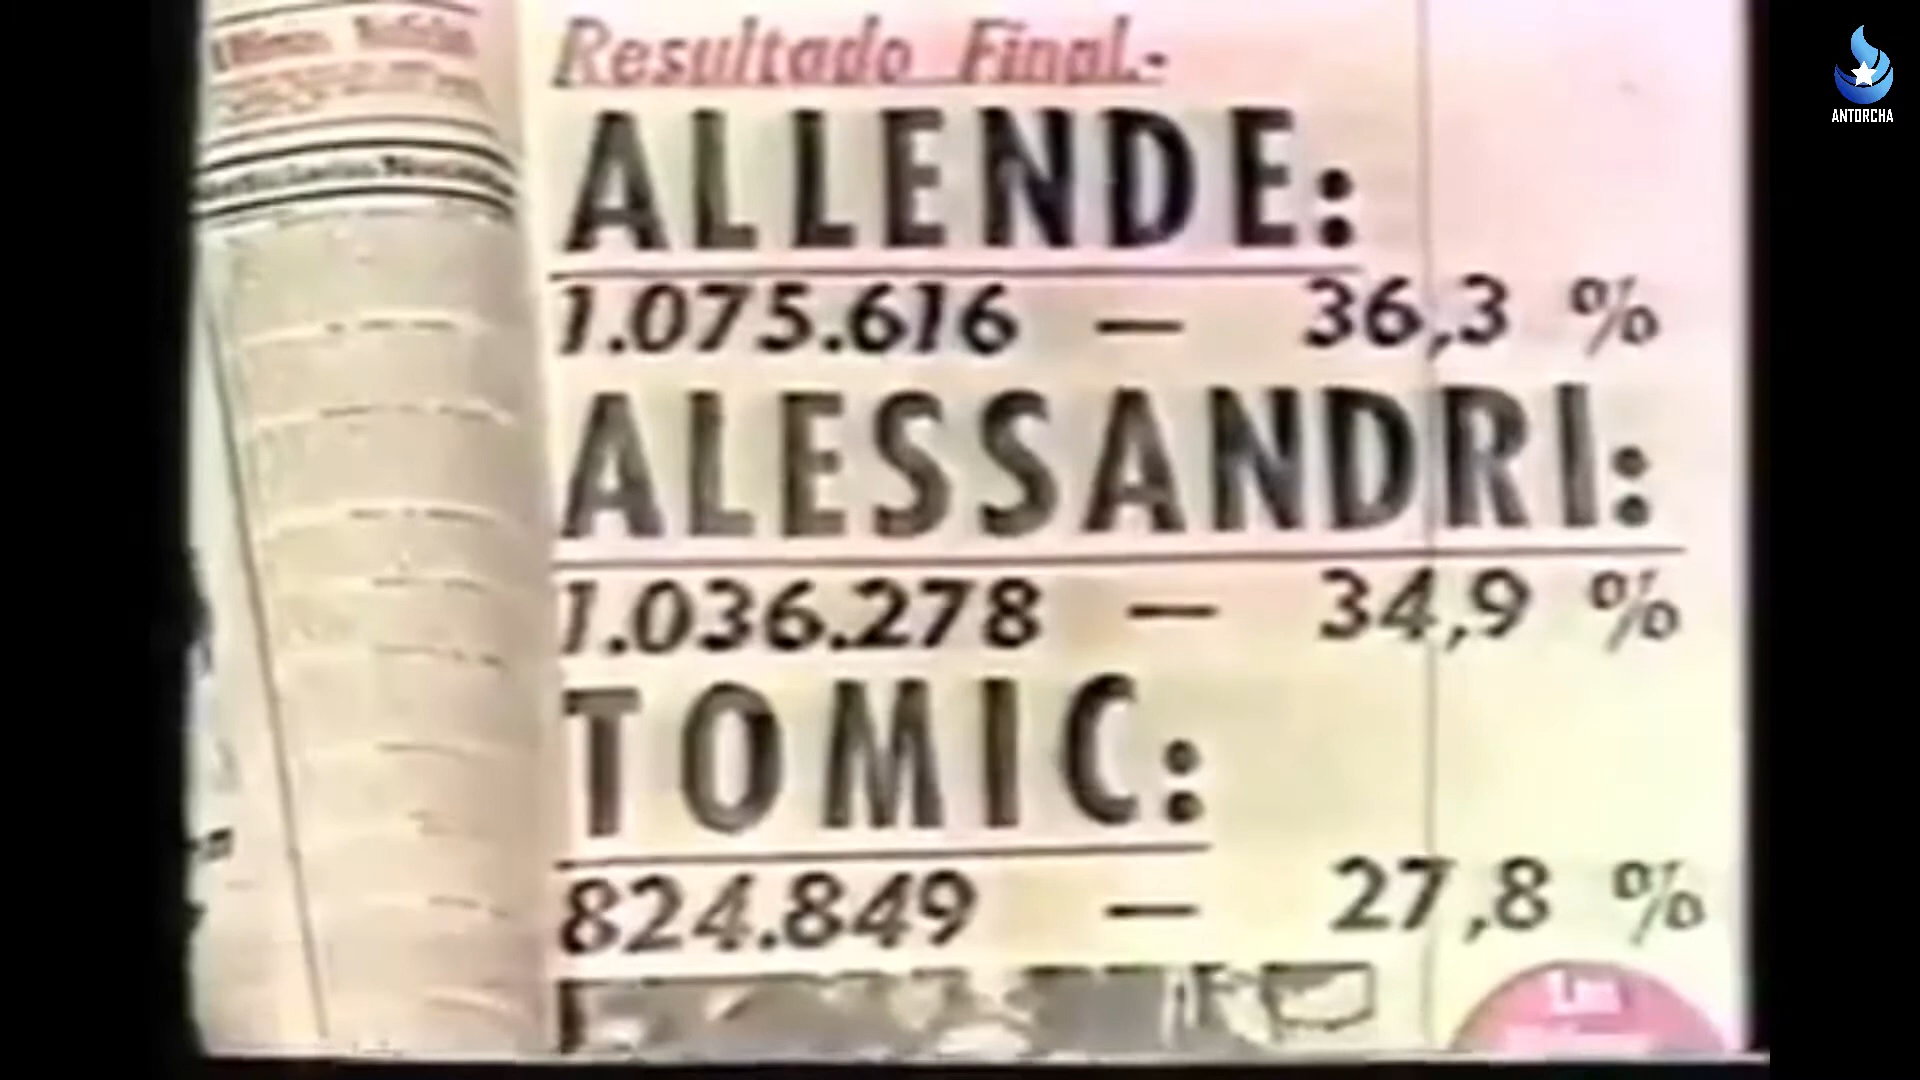 Resultado Final.-
ALLENDE:
1.075.616 — 36,3 %
ALESSANDRI:
1.036.278 — 34,9 %
TOMIC:
824.849 — 27,8 %
Las
ANTORCHA